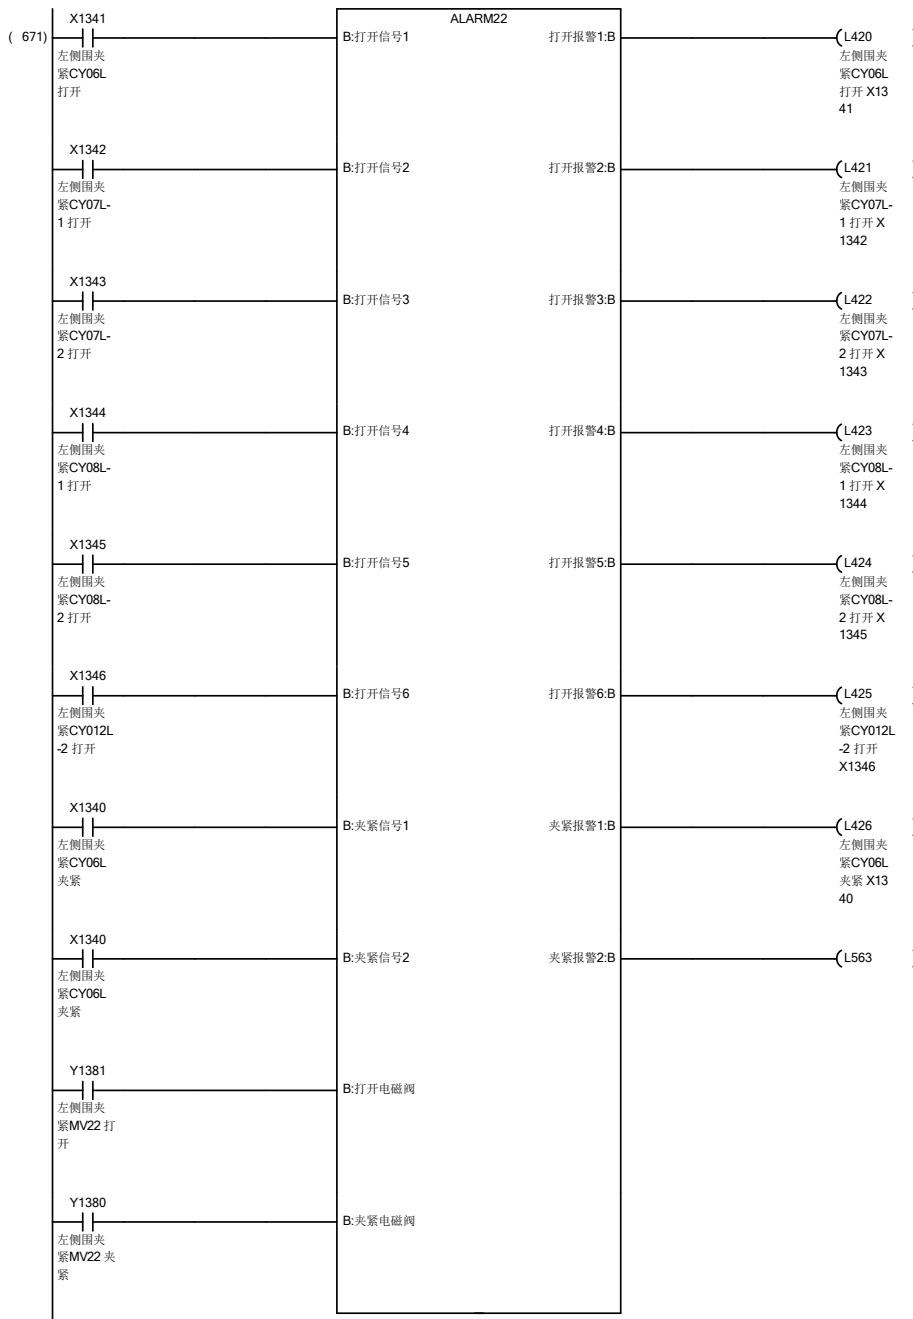 X1341
ALARM22
( 671)
B:打开信号1
打开报警1:B
L420
左侧围夹
紧CY06L
打开
左侧围夹
紧CY06L
打开 X13
41
X1342
B:打开信号2
打开报警2:B
L421
左侧围夹
紧CY07L-
1 打开
左侧围夹
紧CY07L-
1 打开 X
1342
X1343
B:打开信号3
打开报警3:B
L422
左侧围夹
紧CY07L-
2 打开
左侧围夹
紧CY07L-
2 打开 X
1343
X1344
B:打开信号4
打开报警4:B
L423
左侧围夹
紧CY08L-
1 打开
左侧围夹
紧CY08L-
1 打开 X
1344
X1345
B:打开信号5
打开报警5:B
L424
左侧围夹
紧CY08L-
2 打开
左侧围夹
紧CY08L-
2 打开 X
1345
X1346
B:打开信号6
打开报警6:B
L425
左侧围夹
紧CY012L
-2 打开
左侧围夹
紧CY012L
-2 打开
X1346
X1340
B:夹紧信号1
夹紧报警1:B
L426
左侧围夹
紧CY06L
夹紧
左侧围夹
紧CY06L
夹紧 X13
40
X1340
B:夹紧信号2
夹紧报警2:B
L563
左侧围夹
紧CY06L
夹紧
Y1381
B:打开电磁阀
左侧围夹
紧MV22 打
开
Y1380
B:夹紧电磁阀
左侧围夹
紧MV22 夹
紧